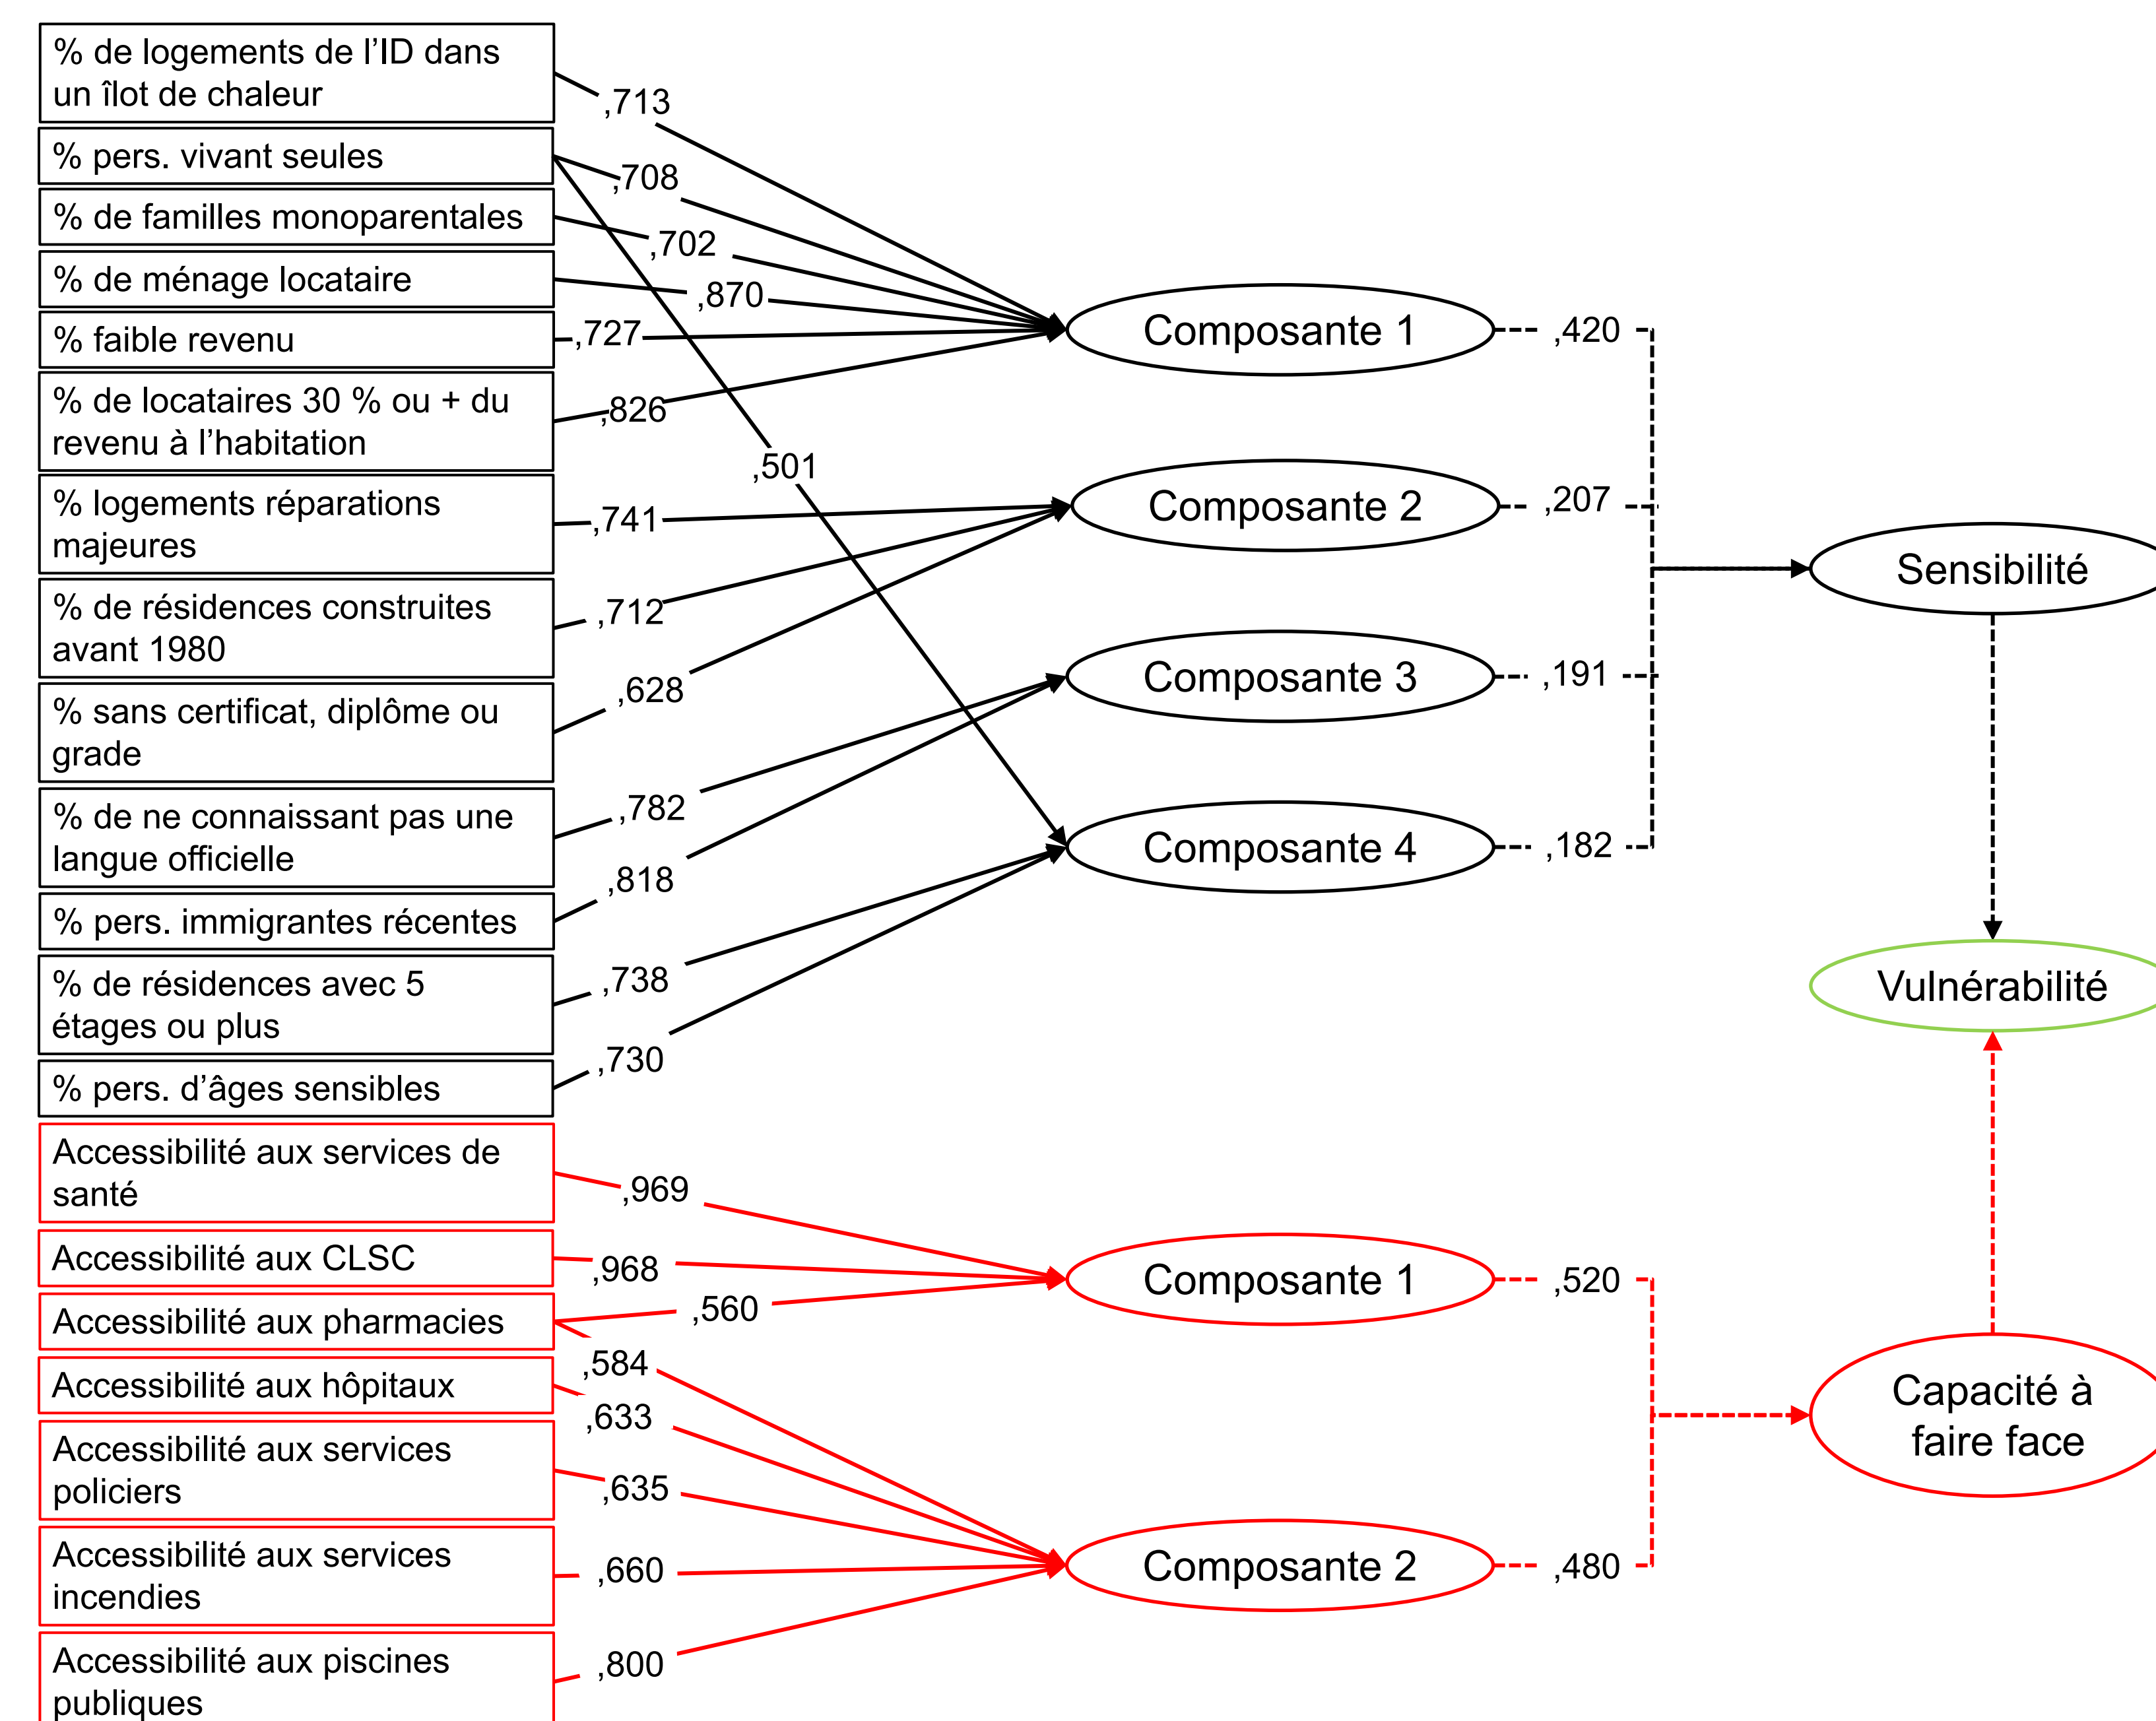 % de logements de l’ID dans
un îlot de chaleur
,713
% pers. vivant seules
,708
% de familles monoparentales
,702
% de ménage locataire
,870
% faible revenu
,727
% de locataires 30 % ou + du
revenu à l’habitation
,826
,501
% logements réparations
majeures
,741
% de résidences construites
avant 1980
,712
% sans certificat, diplôme ou
grade
,628
% de ne connaissant pas une
langue officielle
,782
% pers. immigrantes récentes
,818
% de résidences avec 5
étages ou plus
,738
% pers. d’âges sensibles
,730
Composante 1
,420
Composante 2
,207
Composante 3
,191
Composante 4
,182
Sensibilité
Vulnérabilité
Accessibilité aux services de
santé
,969
Accessibilité aux CLSC
,968
Accessibilité aux pharmacies
,560
,584
Accessibilité aux hôpitaux
,633
Accessibilité aux services
policiers
,635
Accessibilité aux services
incendies
,660
Accessibilité aux piscines
publiques
,800
Composante 1
,520
Composante 2
,480
Capacité à
faire face